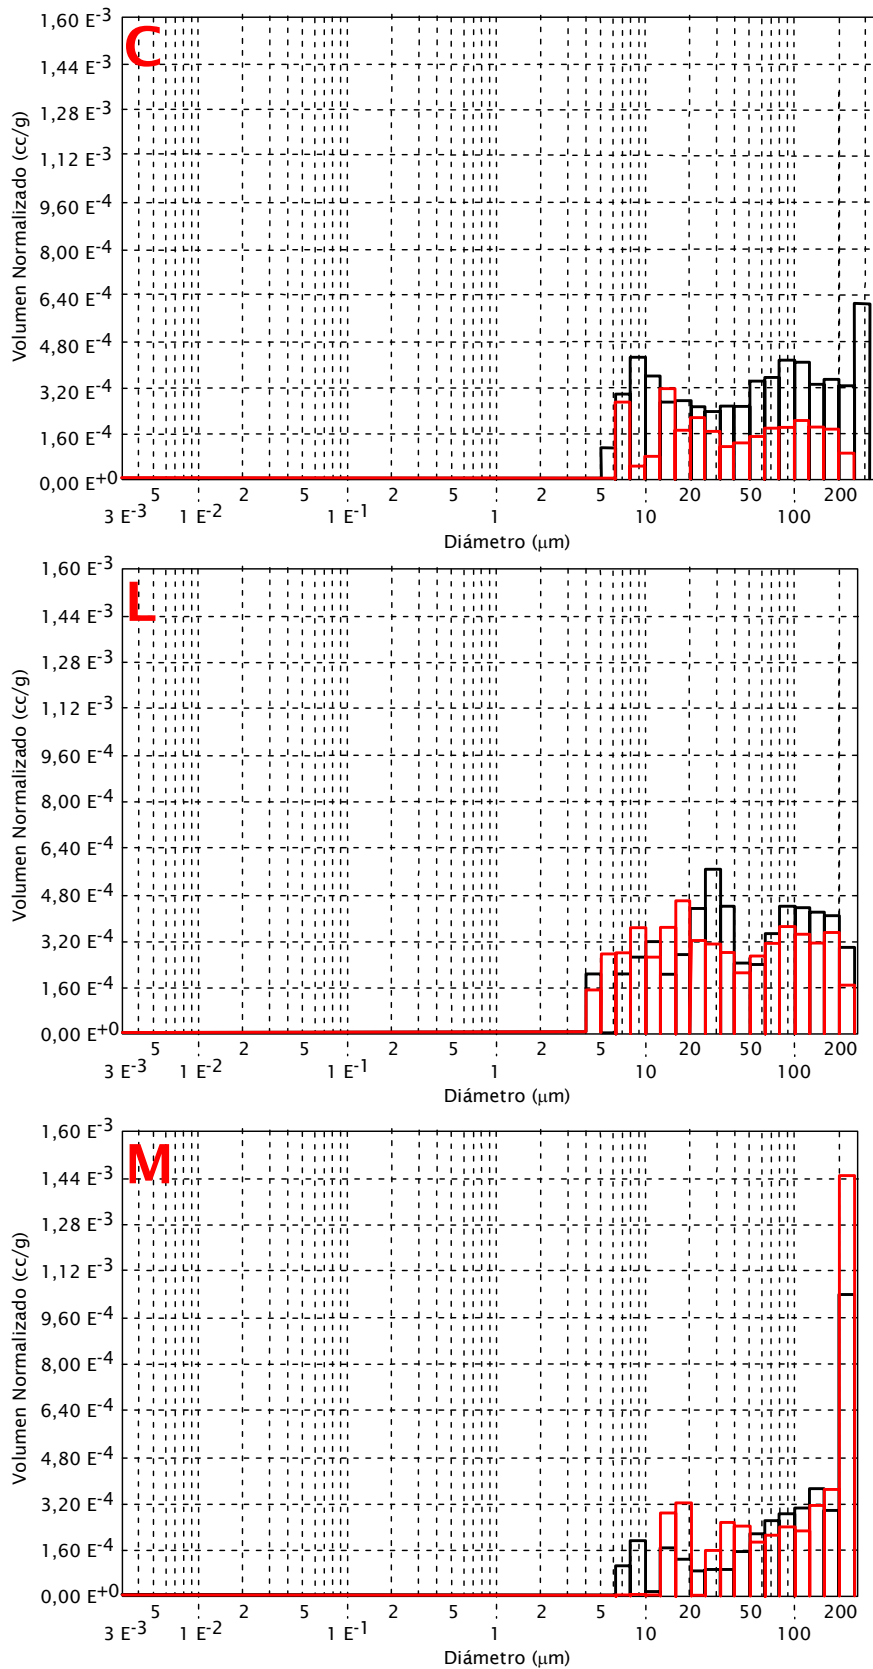 C
Volumen Normalizado (cc/g)
1,60 E-3
1,44 E-3
1,28 E-3
1,12 E-3
9,60 E-4
8,00 E-4
6,40 E-4
4,80 E-4
3,20 E-4
1,60 E-4
0,00 E+0
5 2 5 2 5 2 5 20 50 200
3 E-3 1 E-2 1 E-1 1 10 100
Diámetro (μm)
L
Volumen Normalizado (cc/g)
1,60 E-3
1,44 E-3
1,28 E-3
1,12 E-3
9,60 E-4
8,00 E-4
6,40 E-4
4,80 E-4
3,20 E-4
1,60 E-4
0,00 E+0
5 2 5 2 5 2 5 20 50 200
3 E-3 1 E-2 1 E-1 1 10 100
Diámetro (μm)
M
Volumen Normalizado (cc/g)
1,60 E-3
1,44 E-3
1,28 E-3
1,12 E-3
9,60 E-4
8,00 E-4
6,40 E-4
4,80 E-4
3,20 E-4
1,60 E-4
0,00 E+0
5 2 5 2 5 2 5 20 50 200
3 E-3 1 E-2 1 E-1 1 10 100
Diámetro (μm)